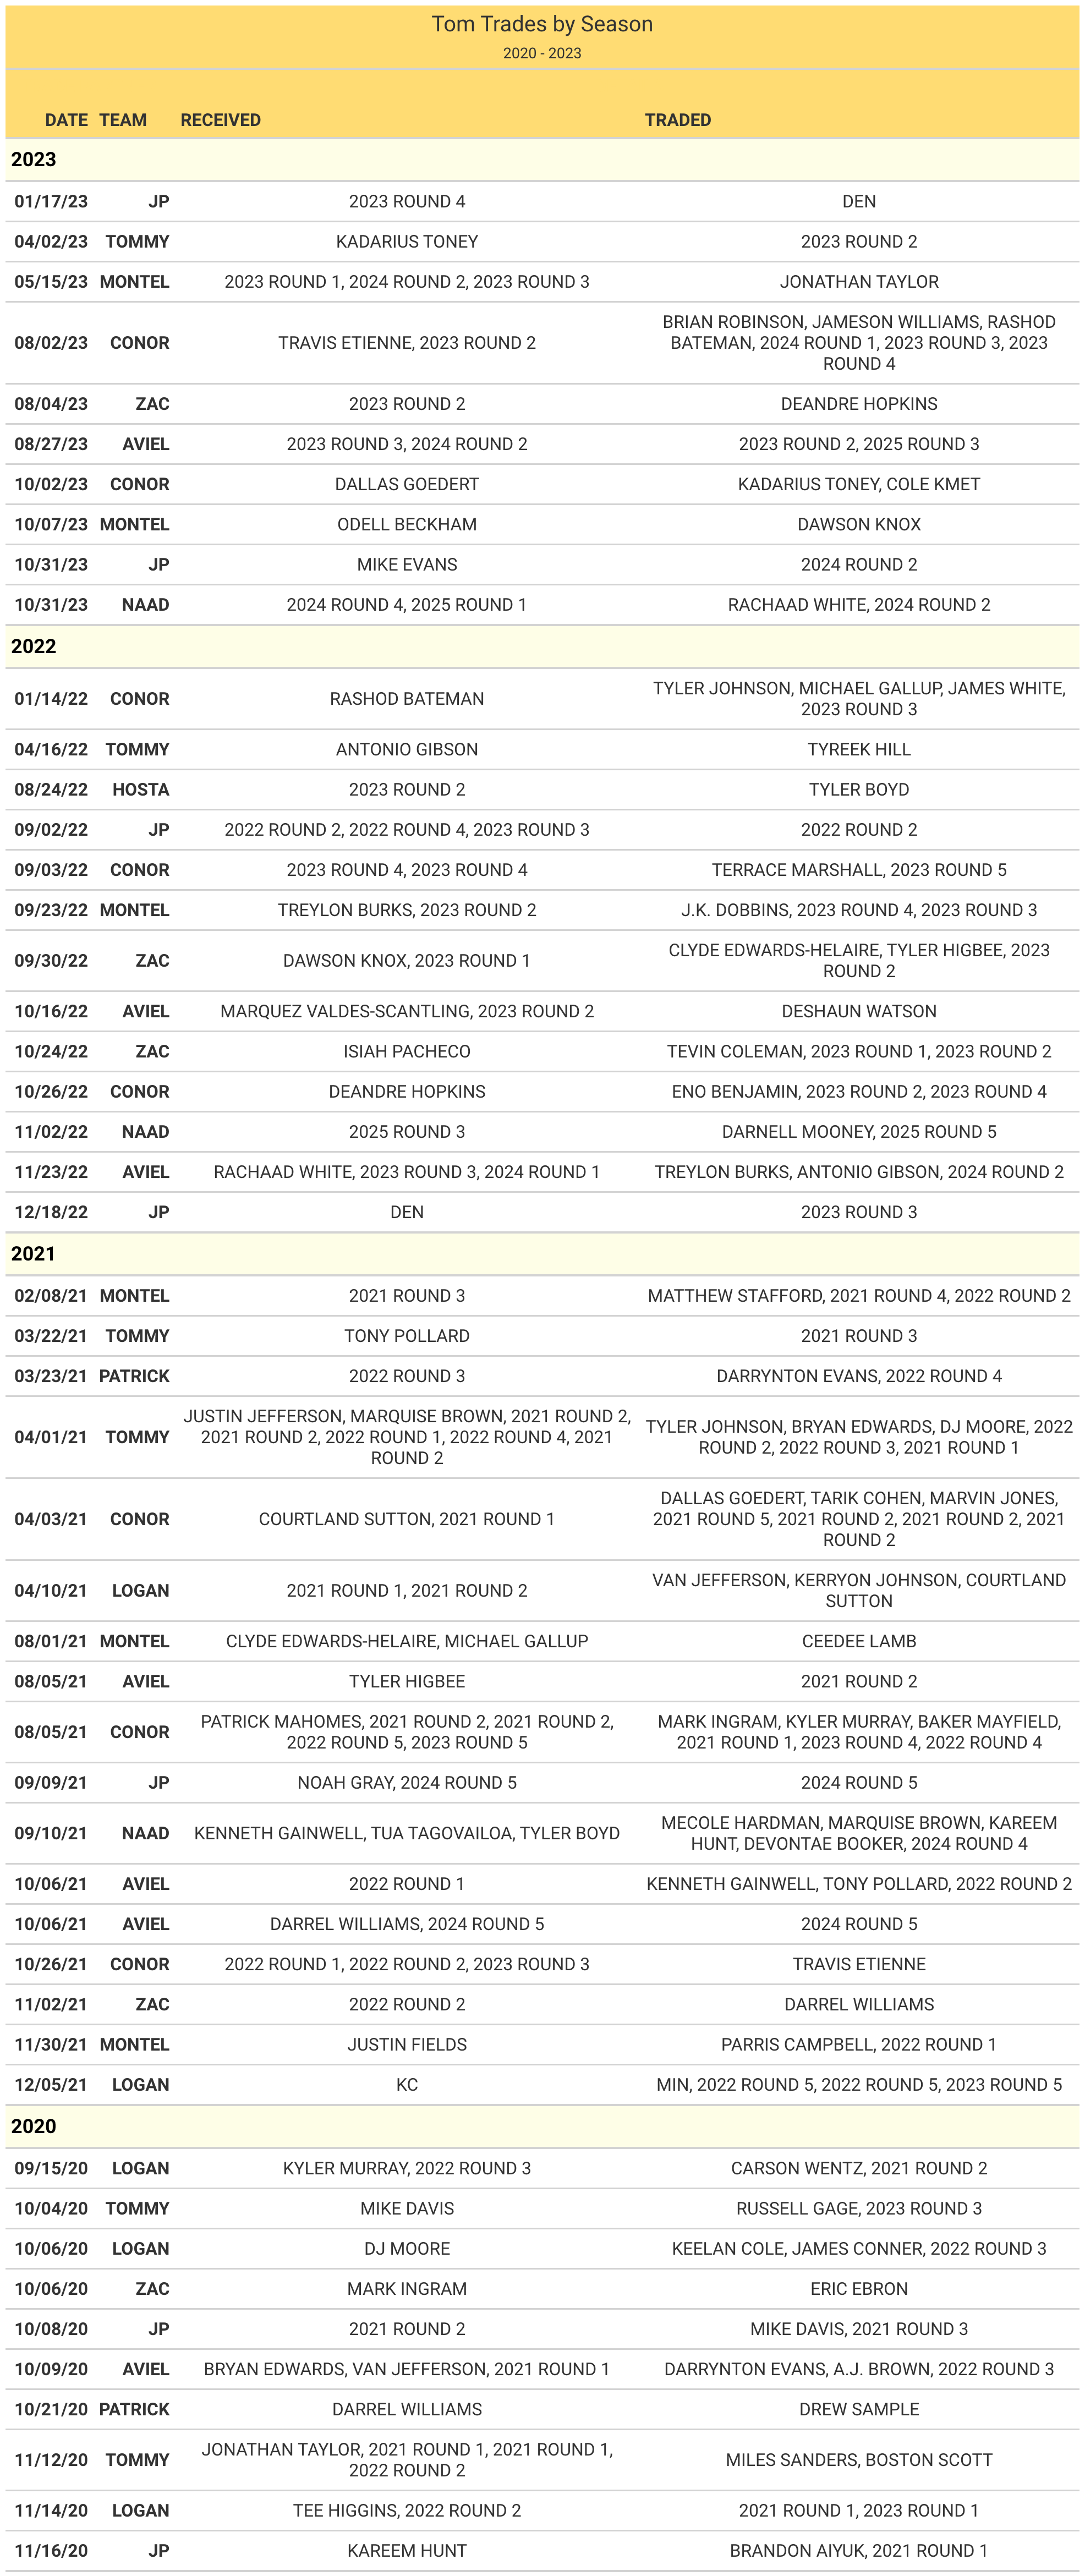 Tom Trades by Season
2020 - 2023
DATE TEAM RECEIVED TRADED
2023
01/17/23 JP 2023 ROUND 4 DEN
04/02/23 TOMMY KADARIUS TONEY 2023 ROUND 2
05/15/23 MONTEL 2023 ROUND 1, 2024 ROUND 2, 2023 ROUND 3 JONATHAN TAYLOR
08/02/23 CONOR TRAVIS ETIENNE, 2023 ROUND 2 BRIAN ROBINSON, JAMESON WILLIAMS, RASHOD
BATEMAN, 2024 ROUND 1, 2023 ROUND 3, 2023
ROUND 4
08/04/23 ZAC 2023 ROUND 2 DEANDRE HOPKINS
08/27/23 AVIEL 2023 ROUND 3, 2024 ROUND 2 2023 ROUND 2, 2025 ROUND 3
10/02/23 CONOR DALLAS GOEDERT KADARIUS TONEY, COLE KMET
10/07/23 MONTEL ODELL BECKHAM DAWSON KNOX
10/31/23 JP MIKE EVANS 2024 ROUND 2
10/31/23 NAAD 2024 ROUND 4, 2025 ROUND 1 RACHAAD WHITE, 2024 ROUND 2
2022
01/14/22 CONOR RASHOD BATEMAN TYLER JOHNSON, MICHAEL GALLUP, JAMES WHITE,
2023 ROUND 3
04/16/22 TOMMY ANTONIO GIBSON TYREEK HILL
08/24/22 HOSTA 2023 ROUND 2 TYLER BOYD
09/02/22 JP 2022 ROUND 2, 2022 ROUND 4, 2023 ROUND 3 2022 ROUND 2
09/03/22 CONOR 2023 ROUND 4, 2023 ROUND 4 TERRACE MARSHALL, 2023 ROUND 5
09/23/22 MONTEL TREYLON BURKS, 2023 ROUND 2 J.K. DOBBINS, 2023 ROUND 4, 2023 ROUND 3
09/30/22 ZAC DAWSON KNOX, 2023 ROUND 1 CLYDE EDWARDS-HELAIRE, TYLER HIGBEE, 2023
ROUND 2
10/16/22 AVIEL MARQUEZ VALDES-SCANTLING, 2023 ROUND 2 DESHAUN WATSON
10/24/22 ZAC ISIAH PACHECO TEVIN COLEMAN, 2023 ROUND 1, 2023 ROUND 2
10/26/22 CONOR DEANDRE HOPKINS ENO BENJAMIN, 2023 ROUND 2, 2023 ROUND 4
11/02/22 NAAD 2025 ROUND 3 DARNELL MOONEY, 2025 ROUND 5
11/23/22 AVIEL RACHAAD WHITE, 2023 ROUND 3, 2024 ROUND 1 TREYLON BURKS, ANTONIO GIBSON, 2024 ROUND 2
12/18/22 JP DEN 2023 ROUND 3
2021
02/08/21 MONTEL 2021 ROUND 3 MATTHEW STAFFORD, 2021 ROUND 4, 2022 ROUND 2
03/22/21 TOMMY TONY POLLARD 2021 ROUND 3
03/23/21 PATRICK 2022 ROUND 3 DARRYNTON EVANS, 2022 ROUND 4
04/01/21 TOMMY JUSTIN JEFFERSON, MARQUISE BROWN, 2021 ROUND 2,
2021 ROUND 2, 2022 ROUND 1, 2022 ROUND 4, 2021
ROUND 2 TYLER JOHNSON, BRYAN EDWARDS, DJ MOORE, 2022
ROUND 2, 2022 ROUND 3, 2021 ROUND 1
04/03/21 CONOR COURTLAND SUTTON, 2021 ROUND 1 DALLAS GOEDERT, TARIK COHEN, MARVIN JONES,
2021 ROUND 5, 2021 ROUND 2, 2021 ROUND 2, 2021
ROUND 2
04/10/21 LOGAN 2021 ROUND 1, 2021 ROUND 2 VAN JEFFERSON, KERRYON JOHNSON, COURTLAND
SUTTON
08/01/21 MONTEL CLYDE EDWARDS-HELAIRE, MICHAEL GALLUP CEEDEE LAMB
08/05/21 AVIEL TYLER HIGBEE 2021 ROUND 2
08/05/21 CONOR PATRICK MAHOMES, 2021 ROUND 2, 2021 ROUND 2,
2022 ROUND 5, 2023 ROUND 5 MARK INGRAM, KYLER MURRAY, BAKER MAYFIELD,
2021 ROUND 1, 2023 ROUND 4, 2022 ROUND 4
09/09/21 JP NOAH GRAY, 2024 ROUND 5 2024 ROUND 5
09/10/21 NAAD KENNETH GAINWELL, TUA TAGOVAILOA, TYLER BOYD MECOLE HARDMAN, MARQUISE BROWN, KAREEM
HUNT, DEVONTAE BOOKER, 2024 ROUND 4
10/06/21 AVIEL 2022 ROUND 1 KENNETH GAINWELL, TONY POLLARD, 2022 ROUND 2
10/06/21 AVIEL DARREL WILLIAMS, 2024 ROUND 5 2024 ROUND 5
10/26/21 CONOR 2022 ROUND 1, 2022 ROUND 2, 2023 ROUND 3 TRAVIS ETIENNE
11/02/21 ZAC 2022 ROUND 2 DARREL WILLIAMS
11/30/21 MONTEL JUSTIN FIELDS PARRIS CAMPBELL, 2022 ROUND 1
12/05/21 LOGAN KC MIN, 2022 ROUND 5, 2022 ROUND 5, 2023 ROUND 5
2020
09/15/20 LOGAN KYLER MURRAY, 2022 ROUND 3 CARSON WENTZ, 2021 ROUND 2
10/04/20 TOMMY MIKE DAVIS RUSSELL GAGE, 2023 ROUND 3
10/06/20 LOGAN DJ MOORE KEELAN COLE, JAMES CONNER, 2022 ROUND 3
10/06/20 ZAC MARK INGRAM ERIC EBRON
10/08/20 JP 2021 ROUND 2 MIKE DAVIS, 2021 ROUND 3
10/09/20 AVIEL BRYAN EDWARDS, VAN JEFFERSON, 2021 ROUND 1 DARRYNTON EVANS, A.J. BROWN, 2022 ROUND 3
10/21/20 PATRICK DARREL WILLIAMS DREW SAMPLE
11/12/20 TOMMY JONATHAN TAYLOR, 2021 ROUND 1, 2021 ROUND 1,
2022 ROUND 2 MILES SANDERS, BOSTON SCOTT
11/14/20 LOGAN TEE HIGGINS, 2022 ROUND 2 2021 ROUND 1, 2023 ROUND 1
11/16/20 JP KAREEM HUNT BRANDON AIYUK, 2021 ROUND 1